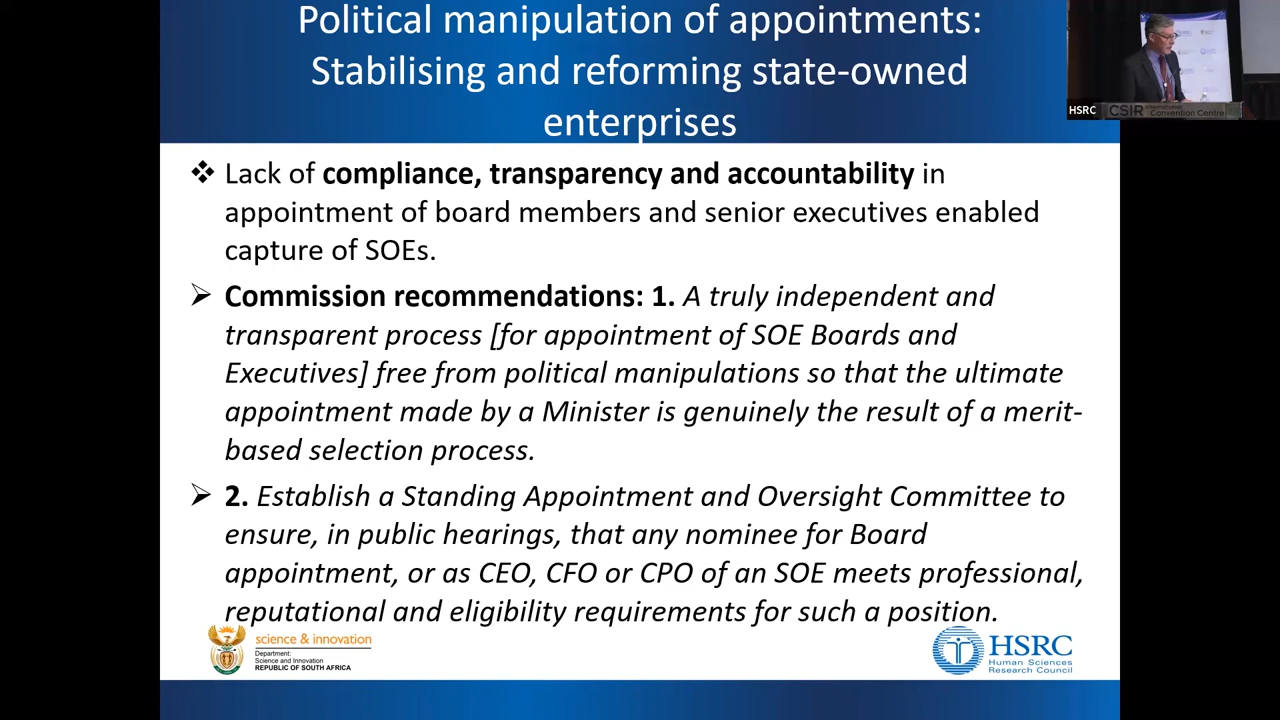 Political manipulation of appointments:
Stabilising and reforming state-owned
enterprises
HSRC
CSIR International
Convention Centre
❖ Lack of compliance, transparency and accountability in
appointment of board members and senior executives enabled
capture of SOEs.
➢ Commission recommendations: 1. A truly independent and
transparent process [for appointment of SOE Boards and
Executives] free from political manipulations so that the ultimate
appointment made by a Minister is genuinely the result of a merit-
based selection process.
➢ 2. Establish a Standing Appointment and Oversight Committee to
ensure, in public hearings, that any nominee for Board
appointment, or as CEO, CFO or CPO of an SOE meets professional,
reputational and eligibility requirements for such a position.
science & innovation
Department:
Science and Innovation
REPUBLIC OF SOUTH AFRICA
HSRC
Human Sciences
Research Council